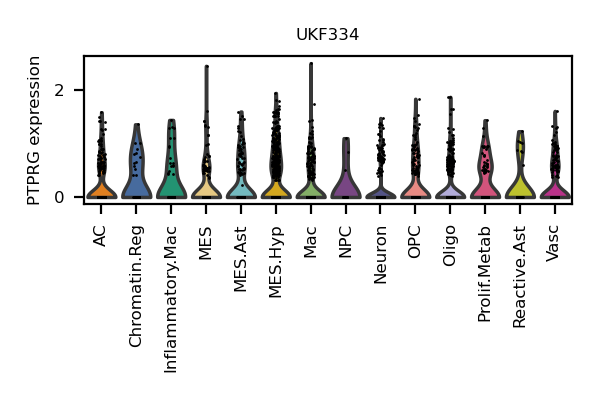 UKF334
PTPRG expression
2
0
AC
Chromatin.Reg
Inflammatory.Mac
MES
MES.Ast
MES.Hyp
Mac
NPC
Neuron
OPC
Oligo
Prolif.Metab
Reactive.Ast
Vasc